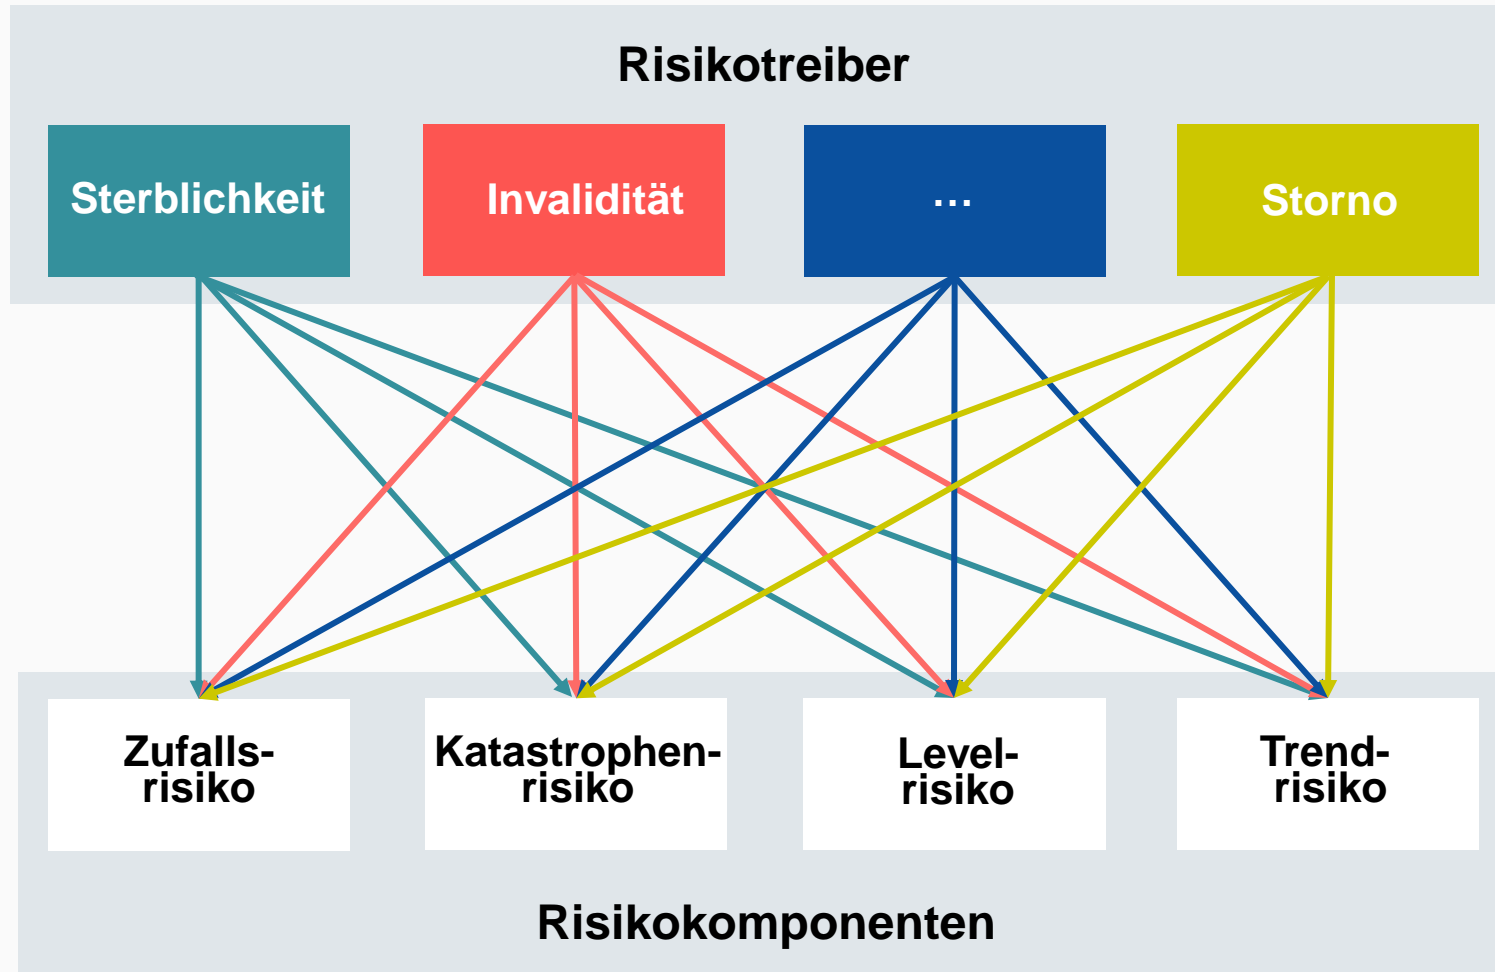 Risikotreiber
Sterblichkeit
Invalidität
...
Storno
Zufalls-
risiko
Katastrophen-
risiko
Level-
risiko
Trend-
risiko
Risikokomponenten